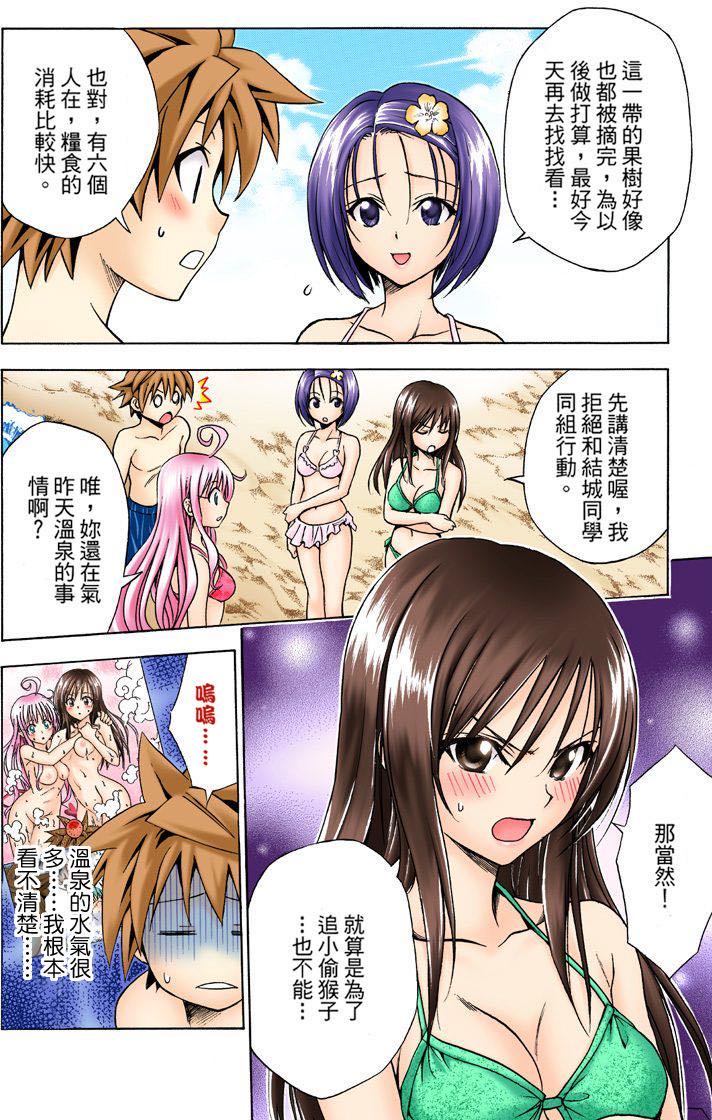 這一帶的果樹好像
也都被摘完，為以
後做打算，最好今
天再去找找看…
也對，有六個
人在，糧食的
消耗比較快。
先講清楚喔，我
拒絕和結城同學
同組行動。
唯，妳還在氣
昨天溫泉的事
情啊？
那當然！
就算是為了
追小偷猴子
…也不能…
嗚嗚……
溫泉的水氣很
多……我根本
看不清楚……